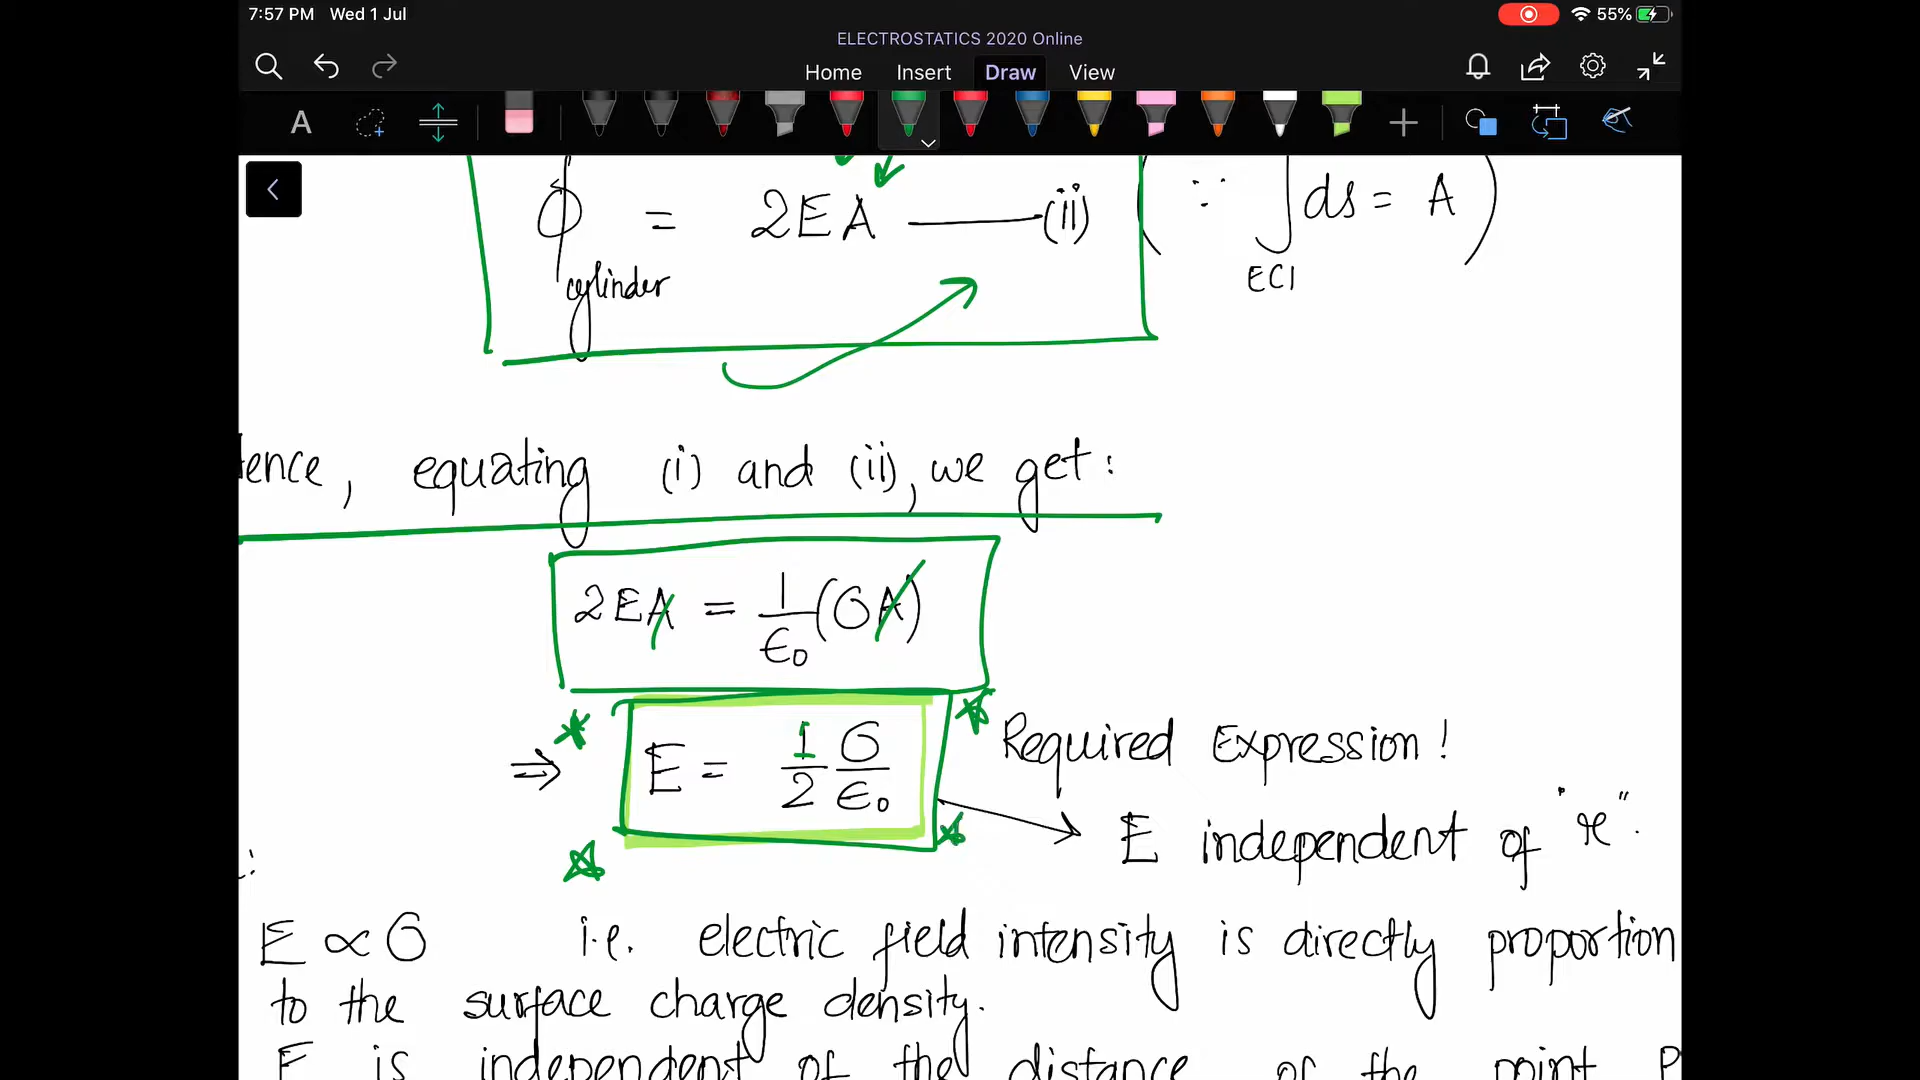 7:57 PM Wed 1 Jul
55%
ELECTROSTATICS 2020 Online
Home Insert Draw View
A
ϕ cylinder = 2EA ——— (ii) (∵ ∫ ds = A)
ECI
ence, equating (i) and (ii), we get:
2EA = 1/ϵ₀ (σA)
⇒ E = 1/2 σ/ϵ₀ Required Expression!
→ E independent of "r".
E ∝ σ i.e. electric field intensity is directly proportion
to the surface charge density.
E is independent of the distance of the point P